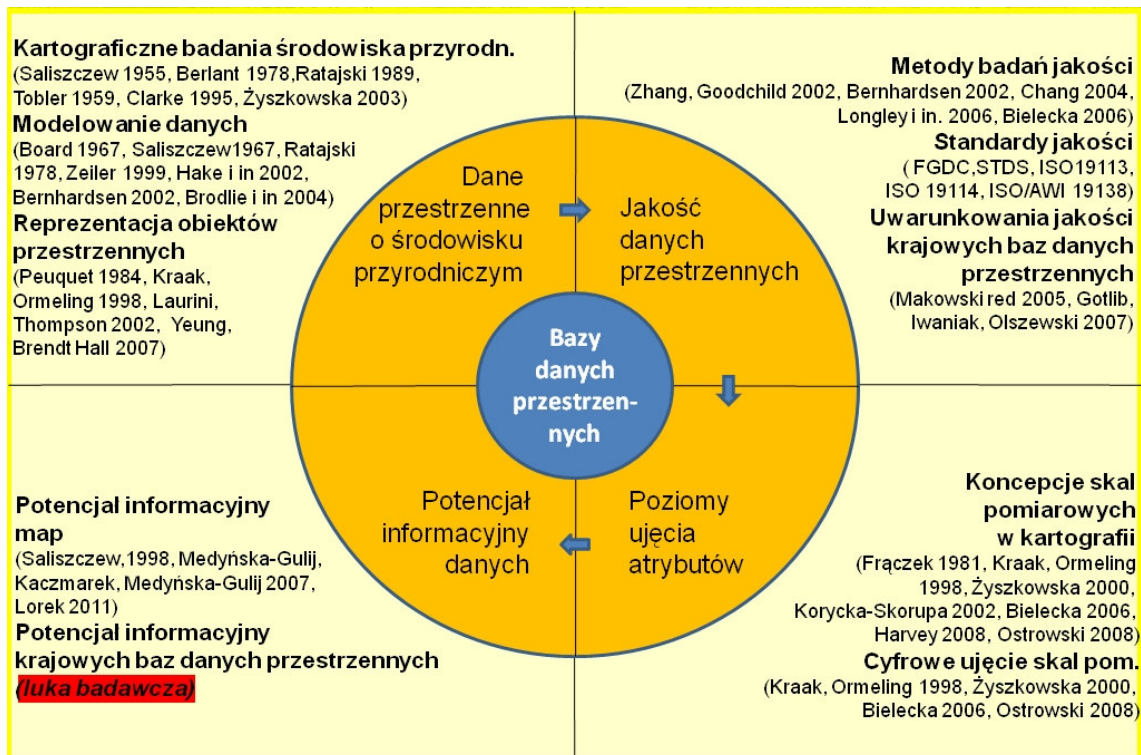 Kartograficzne badania środowiska przyrodn.
(Saliszczew 1955, Berlant 1978,Ratajski 1989,
Tobler 1959, Clarke 1995, Żyszkowska 2003)
Modelowanie danych
(Board 1967, Saliszczew1967, Ratajski
1978, Zeiler 1999, Hake i in 2002,
Bernhardsen 2002, Brodlie i in 2004)
Reprezentacja obiektów
przestrzennych
(Peuquet 1984, Kraak,
Ormeling 1998, Laurini,
Thompson 2002, Yeung,
Brendt Hall 2007)
Metody badań jakości
(Zhang, Goodchild 2002, Bernhardsen 2002, Chang 2004,
Longley i in. 2006, Bielecka 2006)
Standardy jakości
( FGDC,STDS, ISO19113,
ISO 19114, ISO/AWI 19138)
Uwarunkowania jakości
krajowych baz danych
przestrzennych
(Makowski red 2005, Gotlib,
Iwaniak, Olszewski 2007)
Dane
przestrzenne
o środowisku
przyrodniczym
Jakość
danych
przestrzennych
Bazy
danych
przestrzen-
nych
Potencjał
informacyjny
danych
Poziomy
ujęcia
atrybutów
Potencjał informacyjny
map
(Saliszczew,1998, Medyńska-Gulij,
Kaczmarek, Medyńska-Gulij 2007,
Lorek 2011)
Potencjał informacyjny
krajowych baz danych przestrzennych
(luka badawcza)
Koncepcje skal
pomiarowych
w kartografii
(Frączek 1981, Kraak, Ormeling
1998, Żyszkowska 2000,
Korycka-Skorupa 2002, Bielecka 2006,
Harvey 2008, Ostrowski 2008)
Cyfrowe ujęcie skal pom.
(Kraak, Ormeling 1998, Żyszkowska 2000,
Bielecka 2006, Ostrowski 2008)